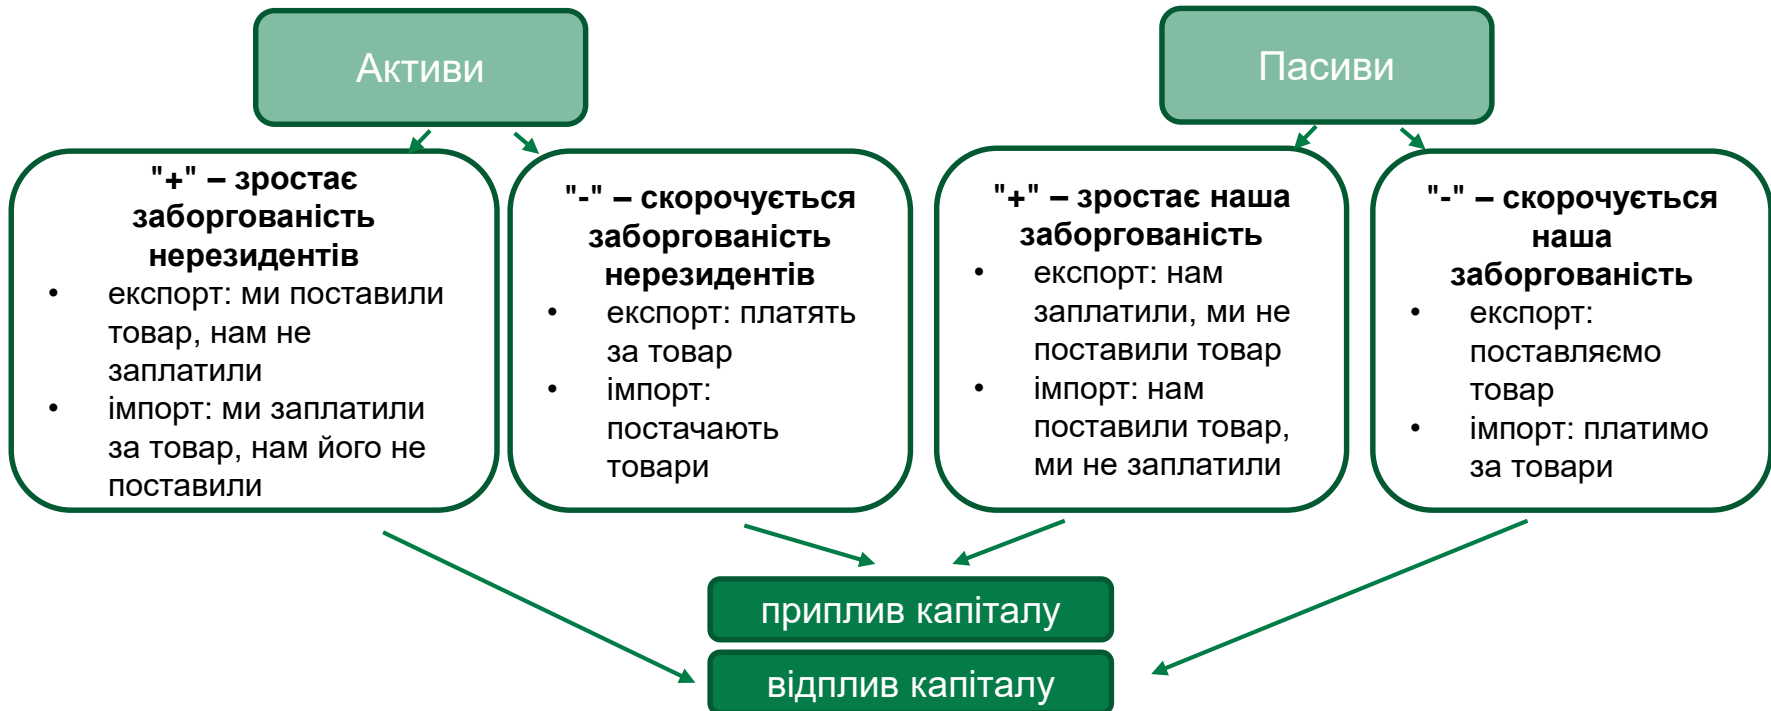 Активи
Пасиви
"+" – зростає
заборгованість
нерезидентів
• експорт: ми поставили
товар, нам не
заплатили
• імпорт: ми заплатили
за товар, нам його не
поставили
"-" – скорочується
заборгованість
нерезидентів
• експорт: платять
за товар
• імпорт:
постачають
товари
"+" – зростає наша
заборгованість
• експорт: нам
заплатили, ми не
поставили товар
• імпорт: нам
поставили товар,
ми не заплатили
"-" – скорочується
наша
заборгованість
• експорт:
поставляємо
товар
• імпорт: платимо
за товари
приплив капіталу
відплив капіталу